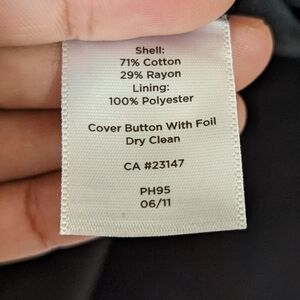 Shell:
71% Cotton
29% Rayon
Lining:
100% Polyester
Cover Button With Foil
Dry Clean
CA #23147
PH95
06/11